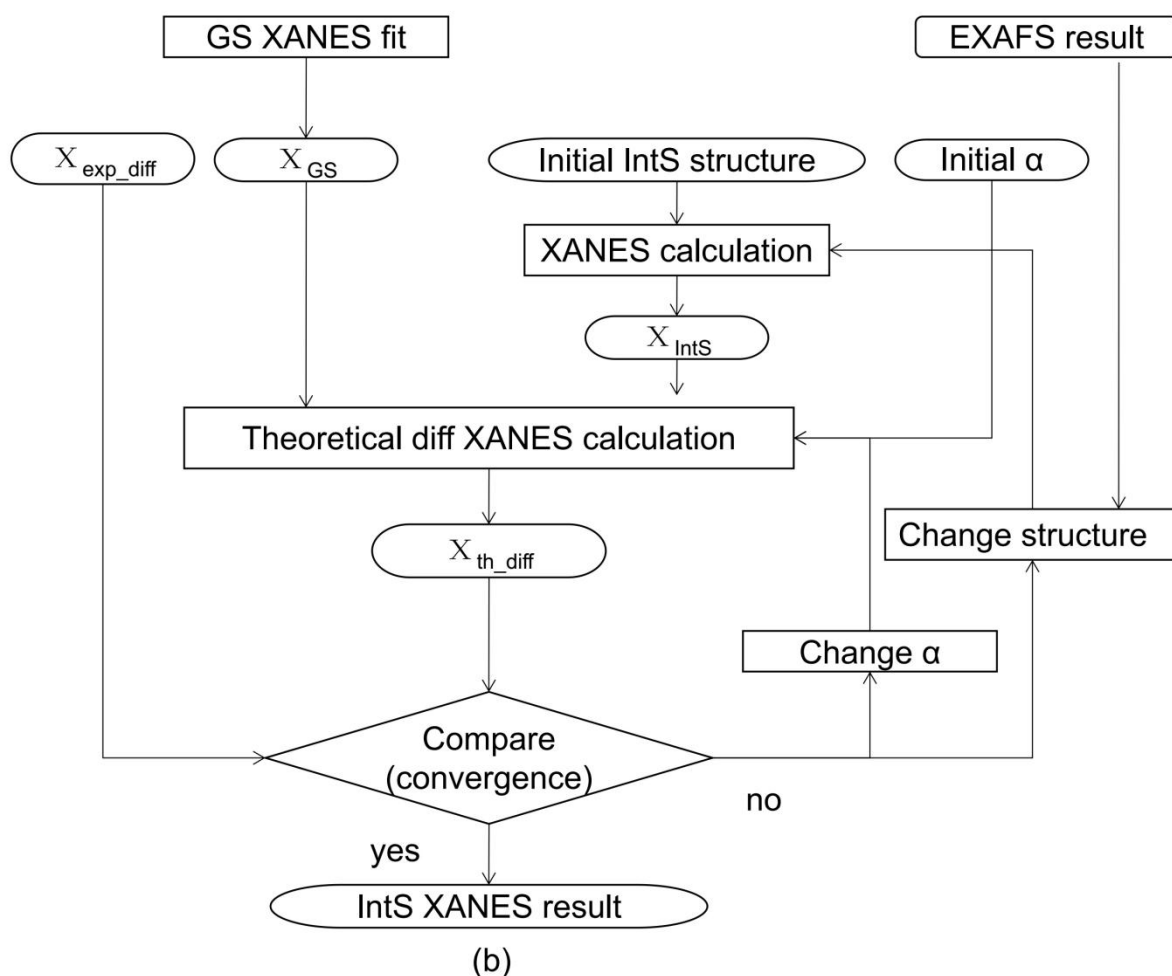 GS XANES fit
EXAFS result
X exp_diff
X GS
Initial IntS structure
Initial α
XANES calculation
X IntS
Theoretical diff XANES calculation
X th_diff
Change structure
Change α
Compare
(convergence)
no
yes
IntS XANES result
(b)